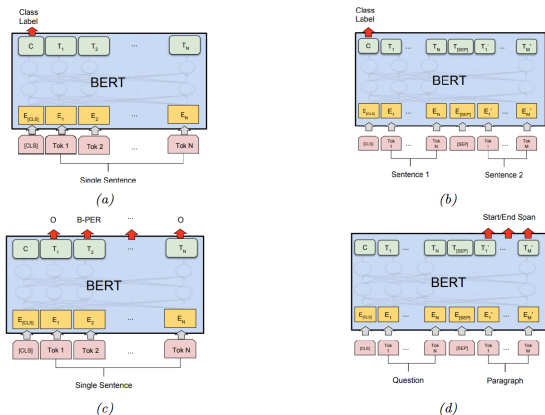 Class
Label
C T1 T2 ... TN
BERT
E[CLS] E1 E2 ... EN
[CLS] Tok 1 Tok 2 ... Tok N
Single Sentence
(a)
Class
Label
C T1 ... TN T[SEP] T1' ... TM'
BERT
E[CLS] E1 ... EN E[SEP] E1' ... EM'
[CLS] Tok 1 ... Tok N [SEP] Tok 1 ... Tok M
Sentence 1 Sentence 2
(b)
O B-PER ... O
C T1 T2 ... TN
BERT
E[CLS] E1 E2 ... EN
[CLS] Tok 1 Tok 2 ... Tok N
Single Sentence
(c)
Start/End Span
C T1 ... TN T[SEP] T1' ... TM'
BERT
E[CLS] E1 ... EN E[SEP] E1' ... EM'
[CLS] Tok 1 ... Tok N [SEP] Tok 1 ... Tok M
Question Paragraph
(d)